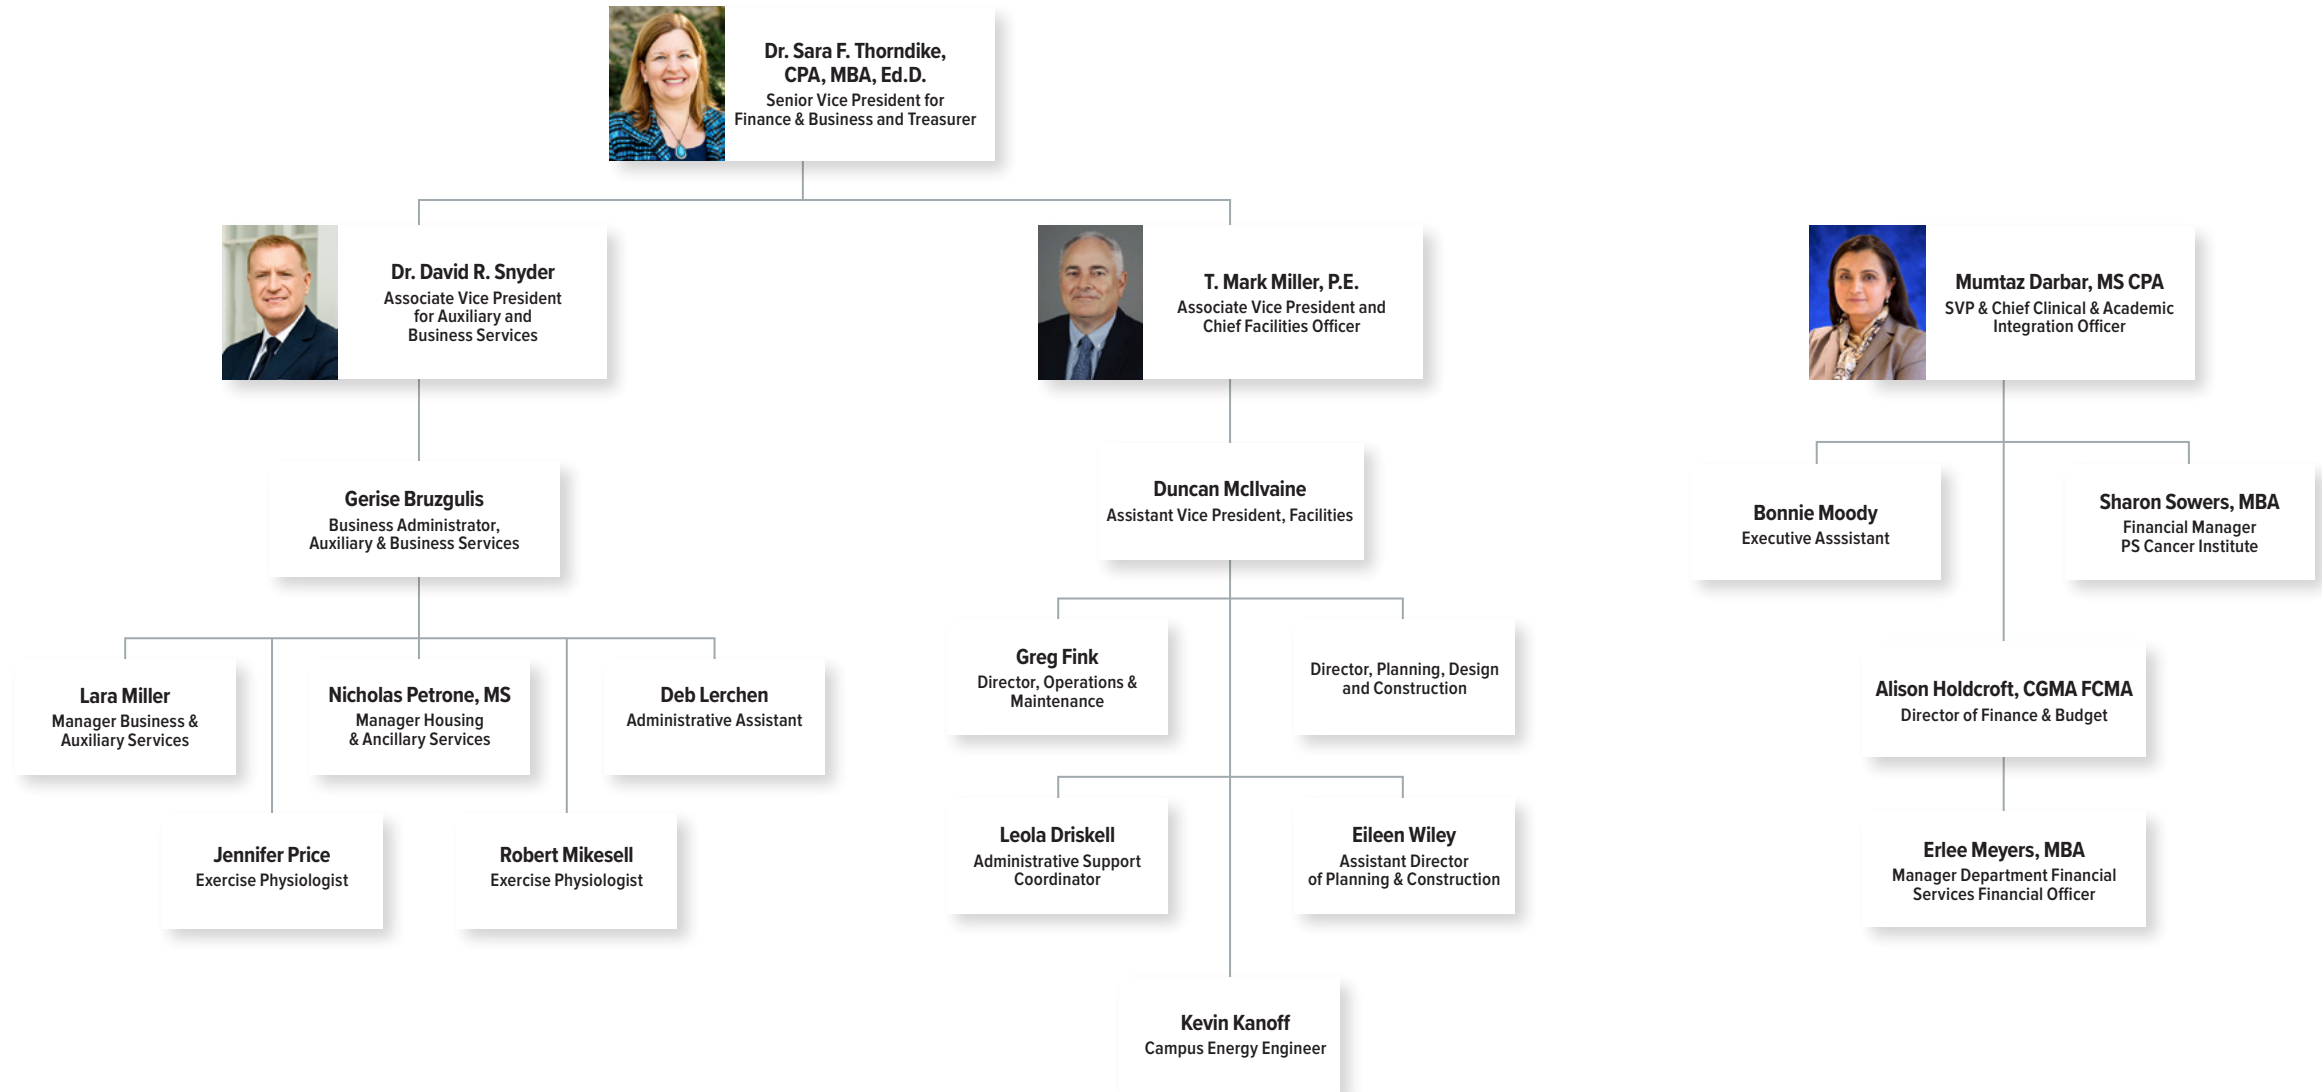 Dr. Sara F. Thorndike,
CPA, MBA, Ed.D.
Senior Vice President for
Finance & Business and Treasurer
Dr. David R. Snyder
Associate Vice President
for Auxiliary and
Business Services
T. Mark Miller, P.E.
Associate Vice President and
Chief Facilities Officer
Mumtaz Darbar, MS CPA
SVP & Chief Clinical & Academic
Integration Officer
Gerise Bruzgulis
Business Administrator,
Auxiliary & Business Services
Duncan McIlvaine
Assistant Vice President, Facilities
Bonnie Moody
Executive Asssistant
Sharon Sowers, MBA
Financial Manager
PS Cancer Institute
Lara Miller
Manager Business &
Auxiliary Services
Nicholas Petrone, MS
Manager Housing
& Ancillary Services
Deb Lerchen
Administrative Assistant
Greg Fink
Director, Operations &
Maintenance
Director, Planning, Design
and Construction
Alison Holdcroft, CGMA FCMA
Director of Finance & Budget
Jennifer Price
Exercise Physiologist
Robert Mikesell
Exercise Physiologist
Leola Driskell
Administrative Support
Coordinator
Eileen Wiley
Assistant Director
of Planning & Construction
Erlee Meyers, MBA
Manager Department Financial
Services Financial Officer
Kevin Kanoff
Campus Energy Engineer